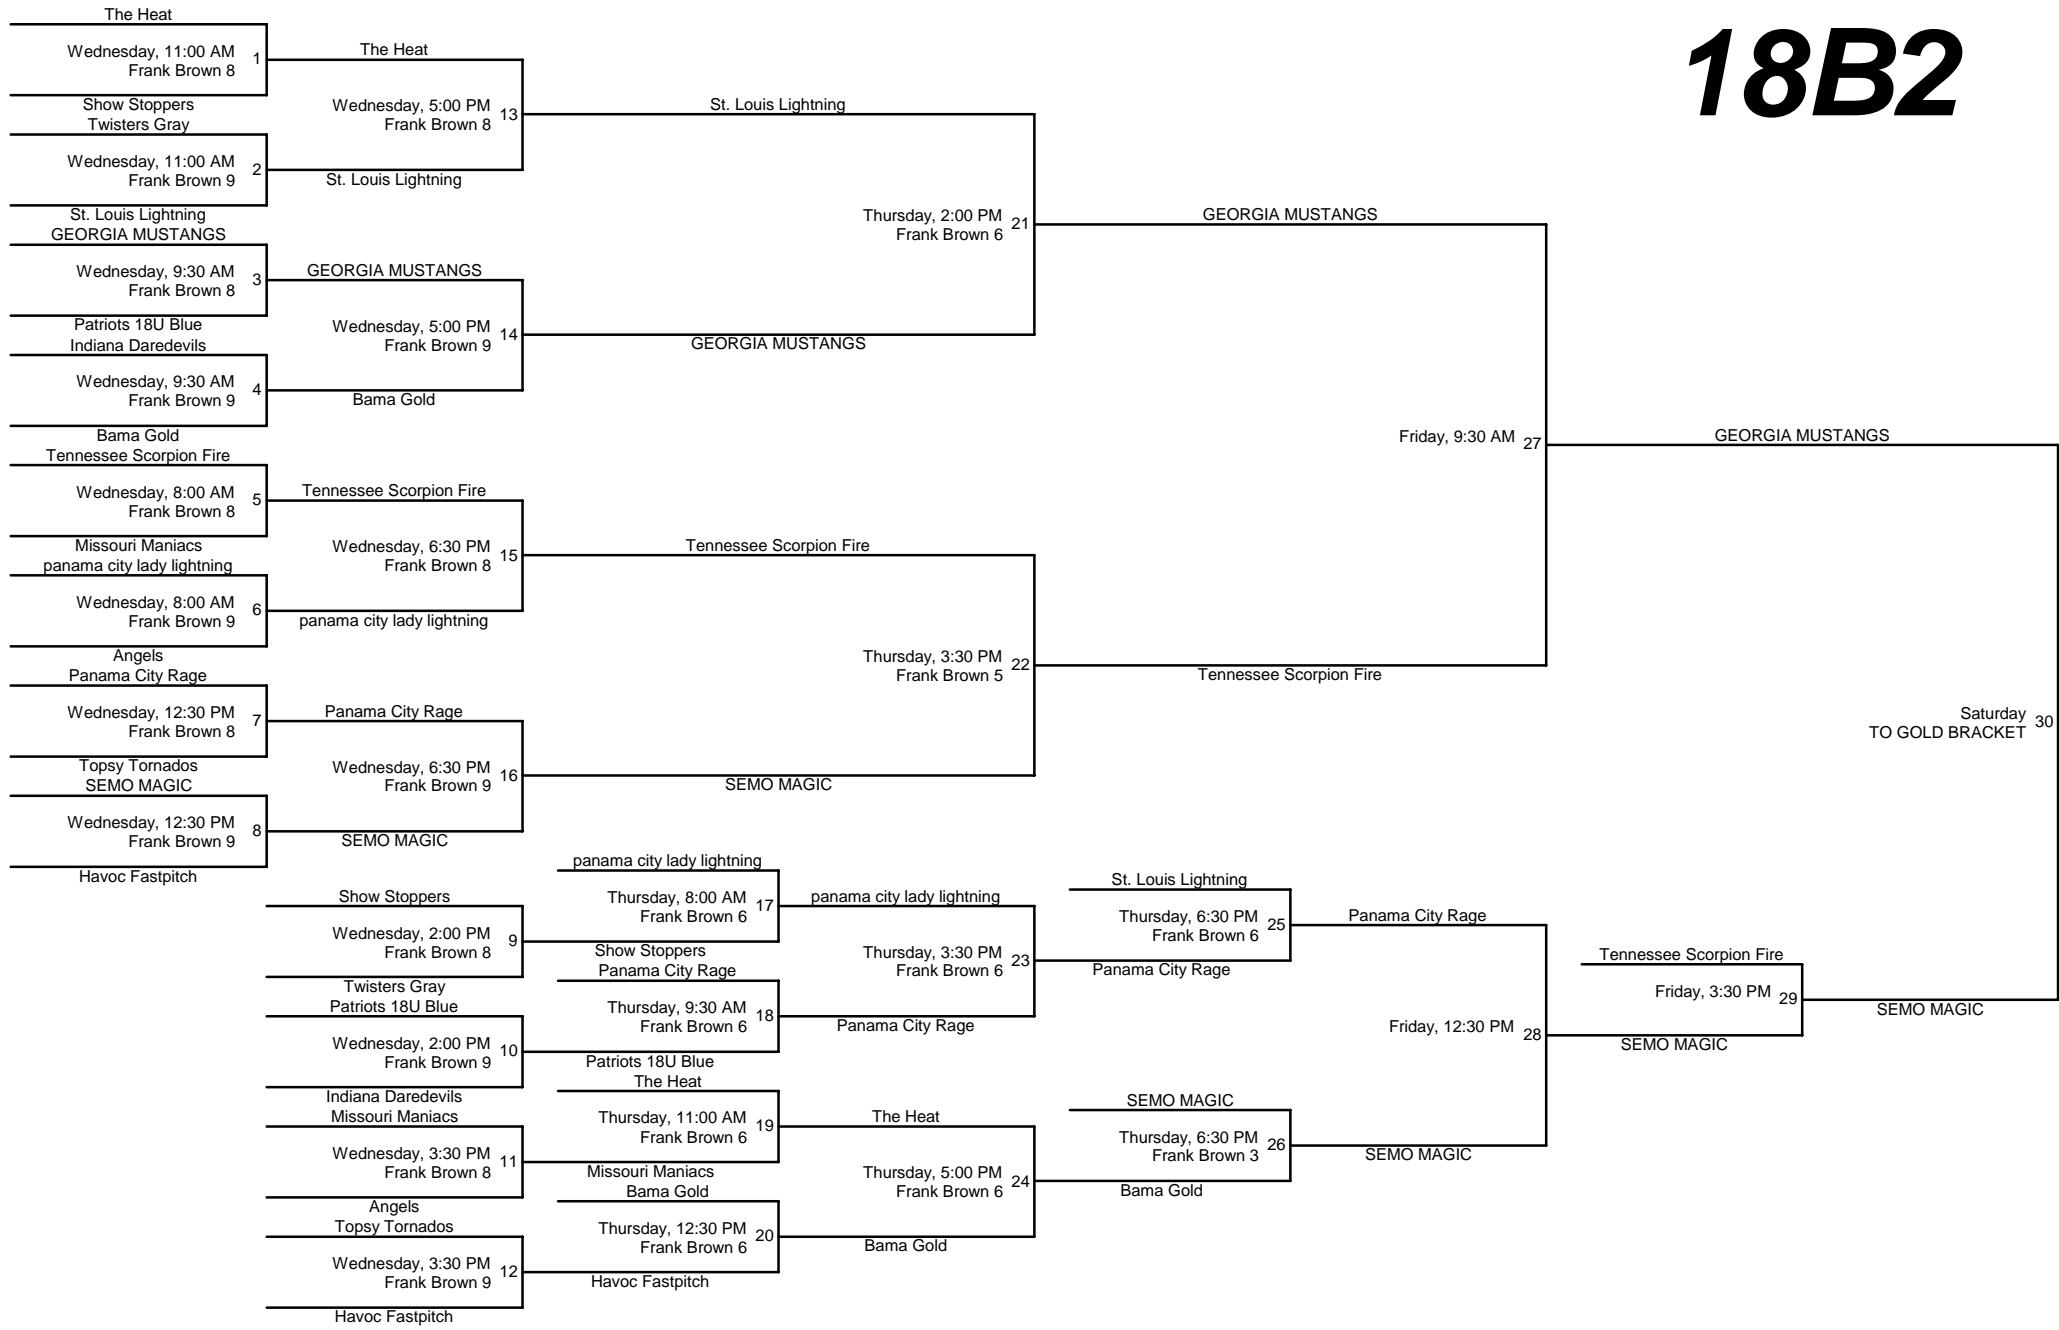 18B2
The Heat
Wednesday, 11:00 AM 1
Frank Brown 8
Show Stoppers
Twisters Gray
Wednesday, 11:00 AM 2
Frank Brown 9
St. Louis Lightning
GEORGIA MUSTANGS
Wednesday, 9:30 AM 3
Frank Brown 8
Patriots 18U Blue
Indiana Daredevils
Wednesday, 9:30 AM 4
Frank Brown 9
Bama Gold
Tennessee Scorpion Fire
Wednesday, 8:00 AM 5
Frank Brown 8
Missouri Maniacs
panama city lady lightning
Wednesday, 8:00 AM 6
Frank Brown 9
Angels
Panama City Rage
Wednesday, 12:30 PM 7
Frank Brown 8
Topsy Tornados
SEMO MAGIC
Wednesday, 12:30 PM 8
Frank Brown 9
Havoc Fastpitch
The Heat
Wednesday, 5:00 PM 13
Frank Brown 8
St. Louis Lightning
GEORGIA MUSTANGS
Wednesday, 5:00 PM 14
Frank Brown 9
Bama Gold
Tennessee Scorpion Fire
Wednesday, 6:30 PM 15
Frank Brown 8
panama city lady lightning
Panama City Rage
Wednesday, 6:30 PM 16
Frank Brown 9
SEMO MAGIC
St. Louis Lightning
Thursday, 2:00 PM 21
Frank Brown 6
GEORGIA MUSTANGS
Tennessee Scorpion Fire
Thursday, 3:30 PM 22
Frank Brown 5
SEMO MAGIC
GEORGIA MUSTANGS
Friday, 9:30 AM 27
Tennessee Scorpion Fire
GEORGIA MUSTANGS
Saturday 30
TO GOLD BRACKET
SEMO MAGIC
Show Stoppers
Wednesday, 2:00 PM 9
Frank Brown 8
Twisters Gray
Patriots 18U Blue
Wednesday, 2:00 PM 10
Frank Brown 9
Indiana Daredevils
Missouri Maniacs
Wednesday, 3:30 PM 11
Frank Brown 8
Angels
Topsy Tornados
Wednesday, 3:30 PM 12
Frank Brown 9
Havoc Fastpitch
panama city lady lightning
Thursday, 8:00 AM 17
Frank Brown 6
Show Stoppers
Panama City Rage
Thursday, 9:30 AM 18
Frank Brown 6
Patriots 18U Blue
The Heat
Thursday, 11:00 AM 19
Frank Brown 6
Missouri Maniacs
Bama Gold
Thursday, 12:30 PM 20
Frank Brown 6
Havoc Fastpitch
panama city lady lightning
Thursday, 3:30 PM 23
Frank Brown 6
Panama City Rage
The Heat
Thursday, 5:00 PM 24
Frank Brown 6
Bama Gold
St. Louis Lightning
Thursday, 6:30 PM 25
Frank Brown 6
Panama City Rage
SEMO MAGIC
Thursday, 6:30 PM 26
Frank Brown 3
Bama Gold
Panama City Rage
Friday, 12:30 PM 28
SEMO MAGIC
Tennessee Scorpion Fire
Friday, 3:30 PM 29
SEMO MAGIC